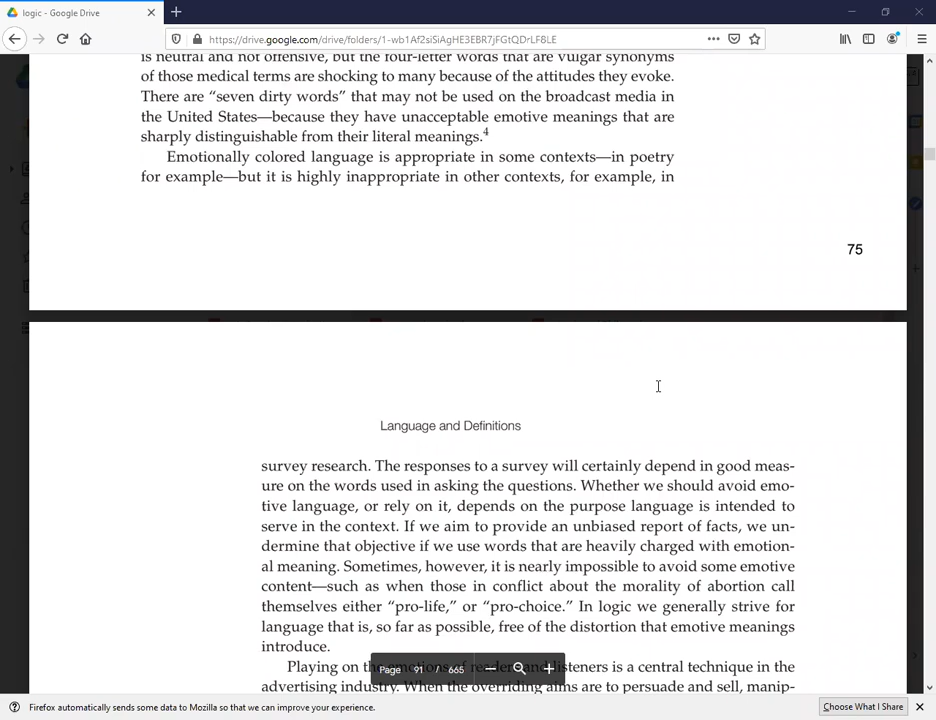 logic - Google Drive
https://drive.google.com/drive/folders/1-wb1Af2siSiAgHE3EBR7jFGtQDrLF8LE
is neutral and not offensive, but the four-letter words that are vulgar synonyms
of those medical terms are shocking to many because of the attitudes they evoke.
There are “seven dirty words” that may not be used on the broadcast media in
the United States—because they have unacceptable emotive meanings that are
sharply distinguishable from their literal meanings.4
Emotionally colored language is appropriate in some contexts—in poetry
for example—but it is highly inappropriate in other contexts, for example, in
75
Language and Definitions
survey research. The responses to a survey will certainly depend in good meas-
ure on the words used in asking the questions. Whether we should avoid emo-
tive language, or rely on it, depends on the purpose language is intended to
serve in the context. If we aim to provide an unbiased report of facts, we un-
dermine that objective if we use words that are heavily charged with emotion-
al meaning. Sometimes, however, it is nearly impossible to avoid some emotive
content—such as when those in conflict about the morality of abortion call
themselves either “pro-life,” or “pro-choice.” In logic we generally strive for
language that is, so far as possible, free of the distortion that emotive meanings
introduce.
Playing on the emotions of readers and listeners is a central technique in the
Page 91 / 665
advertising industry. When the overriding aims are to persuade and sell, manip-
Firefox automatically sends some data to Mozilla so that we can improve your experience.
Choose What I Share